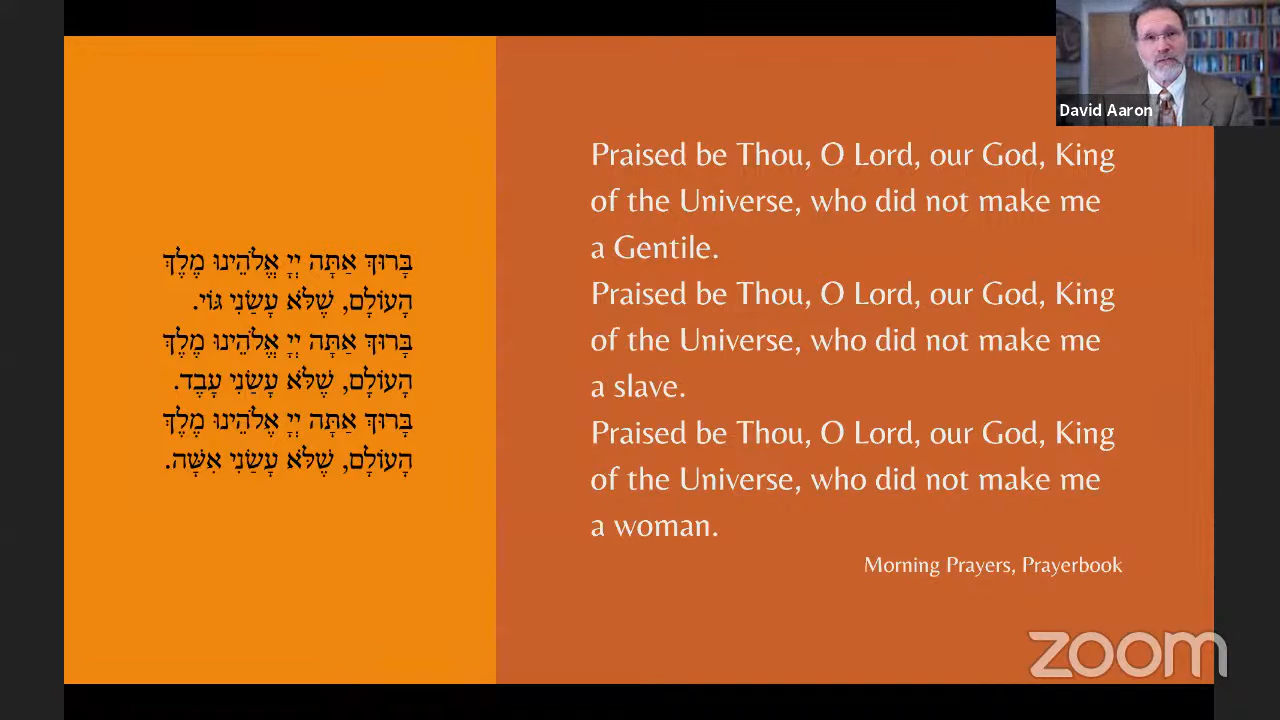 בָּרוּךְ אַתָּה יְיָ אֱלֹהֵינוּ מֶלֶךְ
הָעוֹלָם, שֶׁלֹּא עָשַׂנִי גּוֹי.
בָּרוּךְ אַתָּה יְיָ אֱלֹהֵינוּ מֶלֶךְ
הָעוֹלָם, שֶׁלֹּא עָשַׂנִי עָבֶד.
בָּרוּךְ אַתָּה יְיָ אֱלֹהֵינוּ מֶלֶךְ
הָעוֹלָם, שֶׁלֹּא עָשַׂנִי אִשָּׁה.
David Aaron
Praised be Thou, O Lord, our God, King
of the Universe, who did not make me
a Gentile.
Praised be Thou, O Lord, our God, King
of the Universe, who did not make me
a slave.
Praised be Thou, O Lord, our God, King
of the Universe, who did not make me
a woman.
Morning Prayers, Prayerbook
zoom